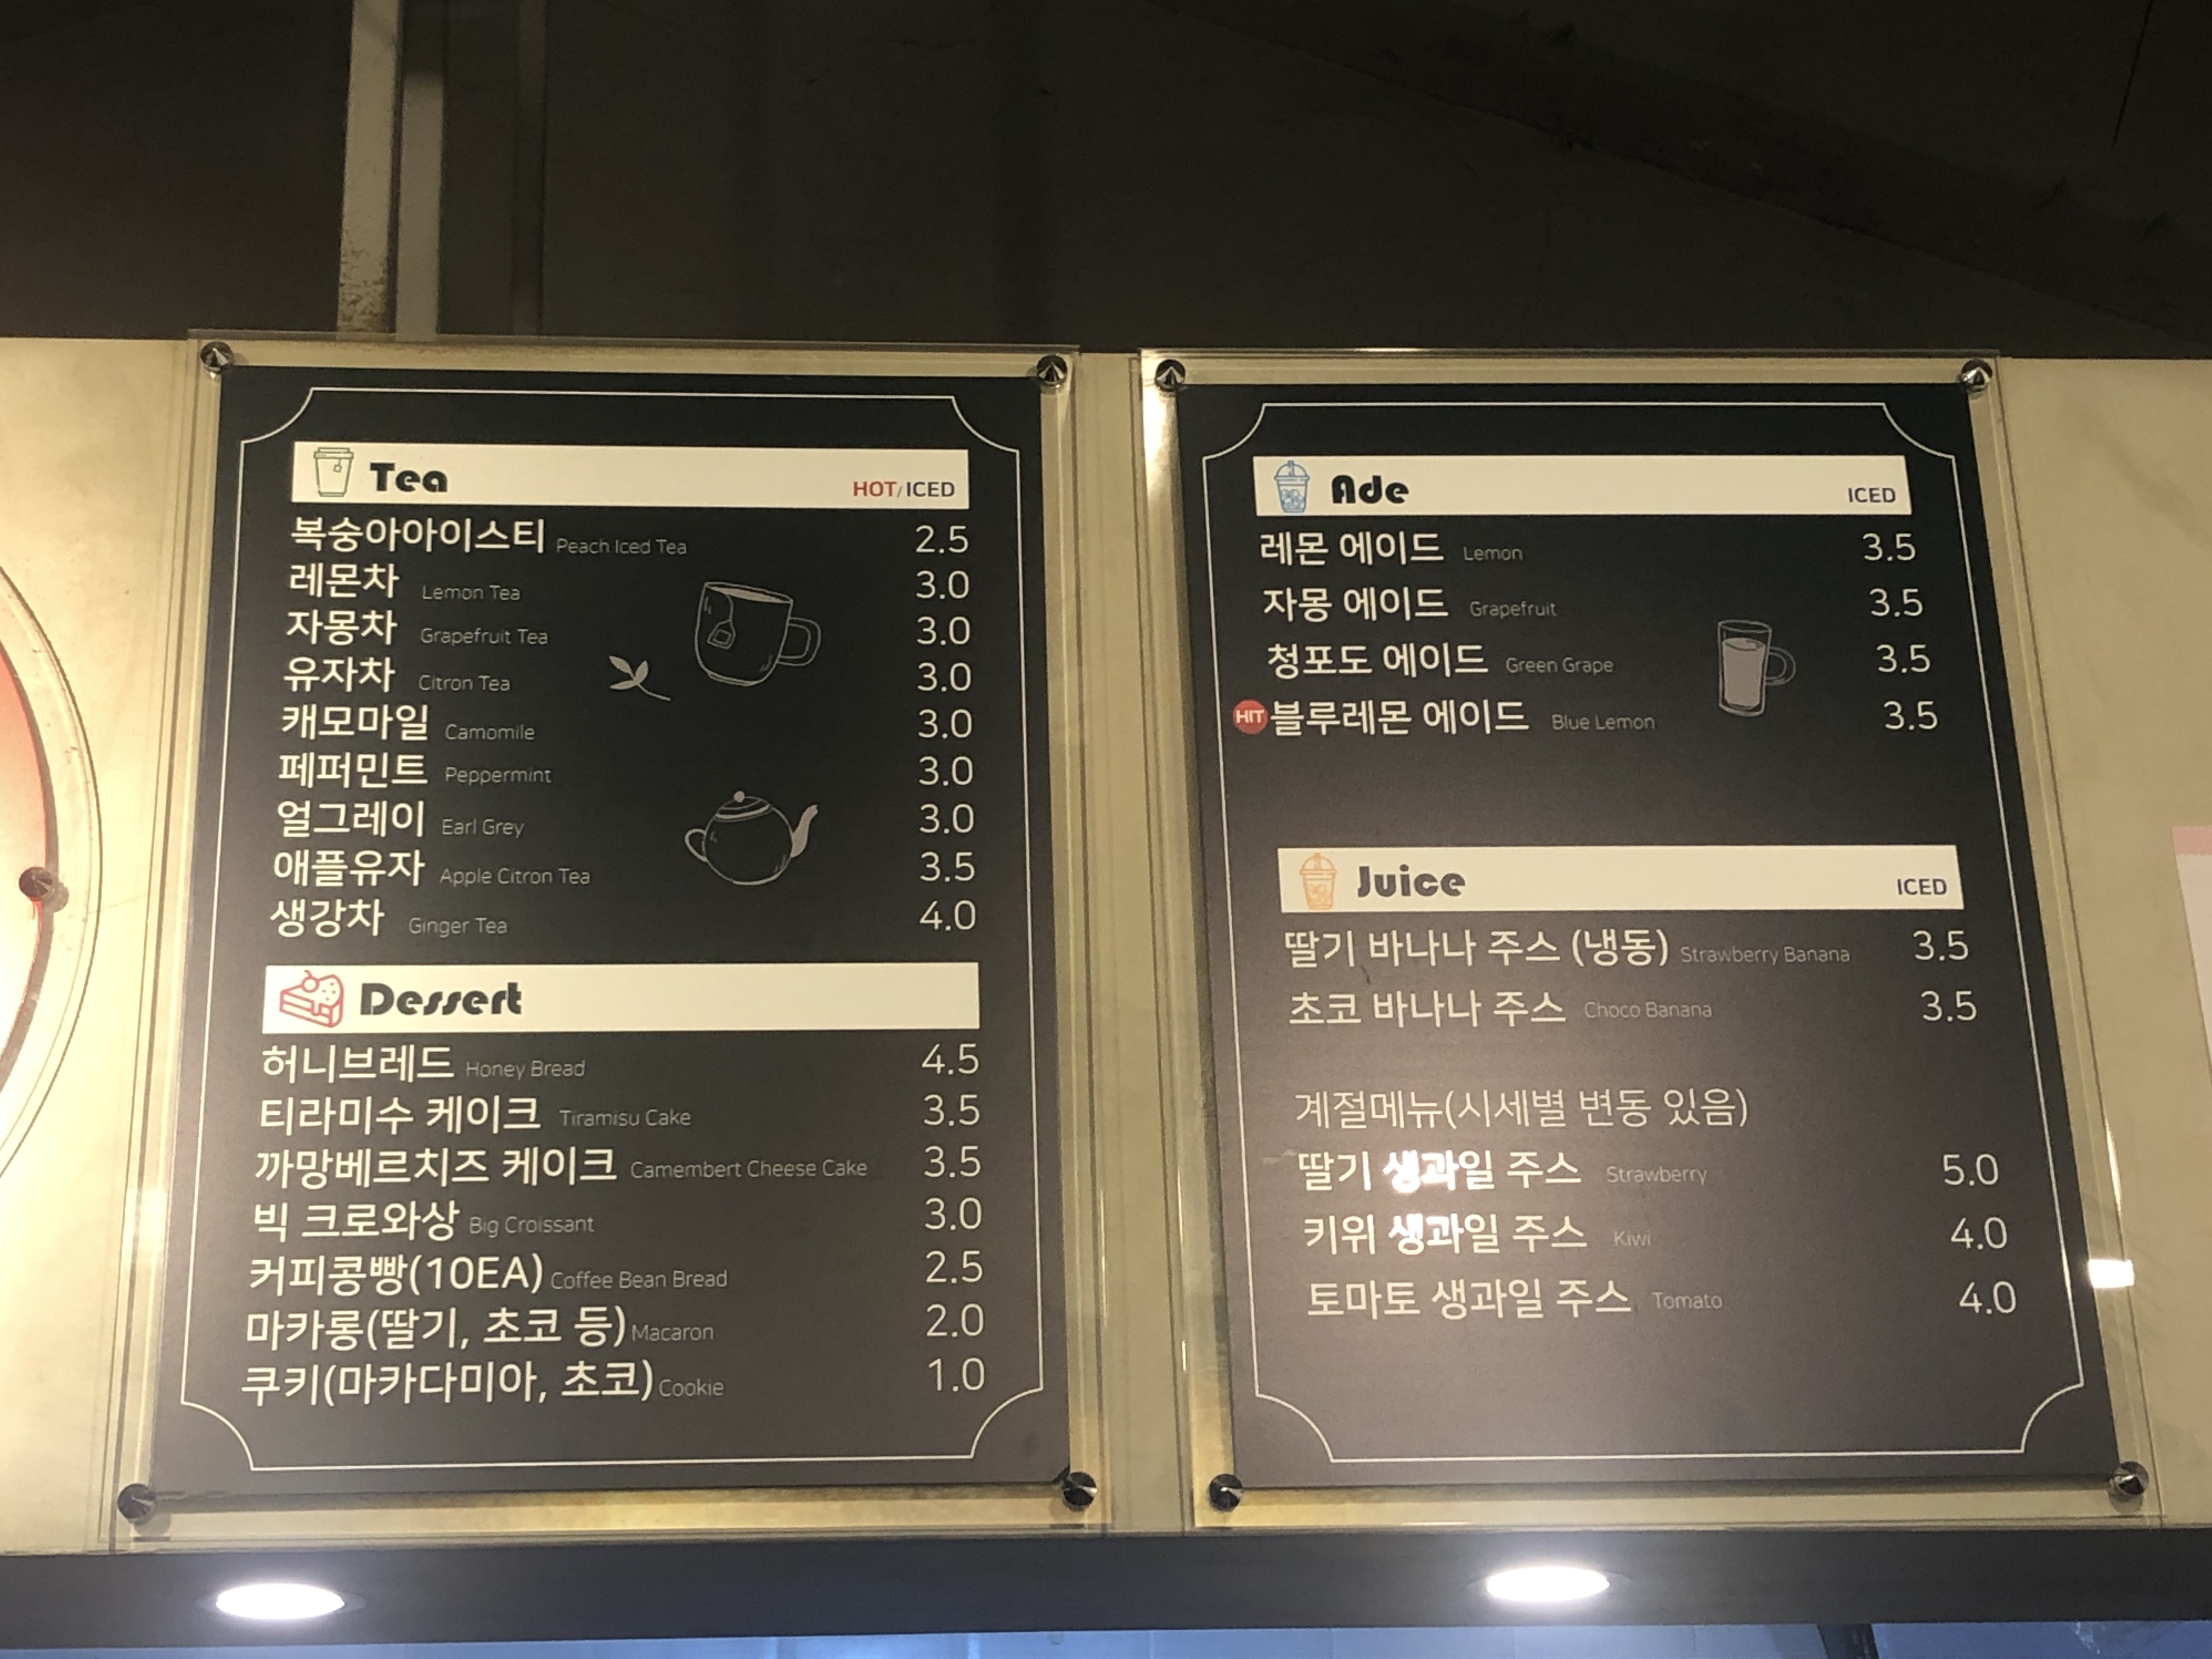 Tea HOT/ICED
복숭아아이스티 Peach Iced Tea 2.5
레몬차 Lemon Tea 3.0
자몽차 Grapefruit Tea 3.0
유자차 Citron Tea 3.0
캐모마일 Camomile 3.0
페퍼민트 Peppermint 3.0
얼그레이 Earl Grey 3.0
애플유자 Apple Citron Tea 3.5
생강차 Ginger Tea 4.0
Dessert
허니브레드 Honey Bread 4.5
티라미수 케이크 Tiramisu Cake 3.5
까망베르치즈 케이크 Camembert Cheese Cake 3.5
빅 크로와상 Big Croissant 3.0
커피콩빵(10EA) Coffee Bean Bread 2.5
마카롱(딸기, 초코 등) Macaron 2.0
쿠키(마카다미아, 초코) Cookie 1.0
Ade ICED
레몬 에이드 Lemon 3.5
자몽 에이드 Grapefruit 3.5
청포도 에이드 Green Grape 3.5
HIT 블루레몬 에이드 Blue Lemon 3.5
Juice ICED
딸기 바나나 주스 (냉동) Strawberry Banana 3.5
초코 바나나 주스 Choco Banana 3.5
계절메뉴(시세별 변동 있음)
딸기 생과일 주스 Strawberry 5.0
키위 생과일 주스 Kiwi 4.0
토마토 생과일 주스 Tomato 4.0